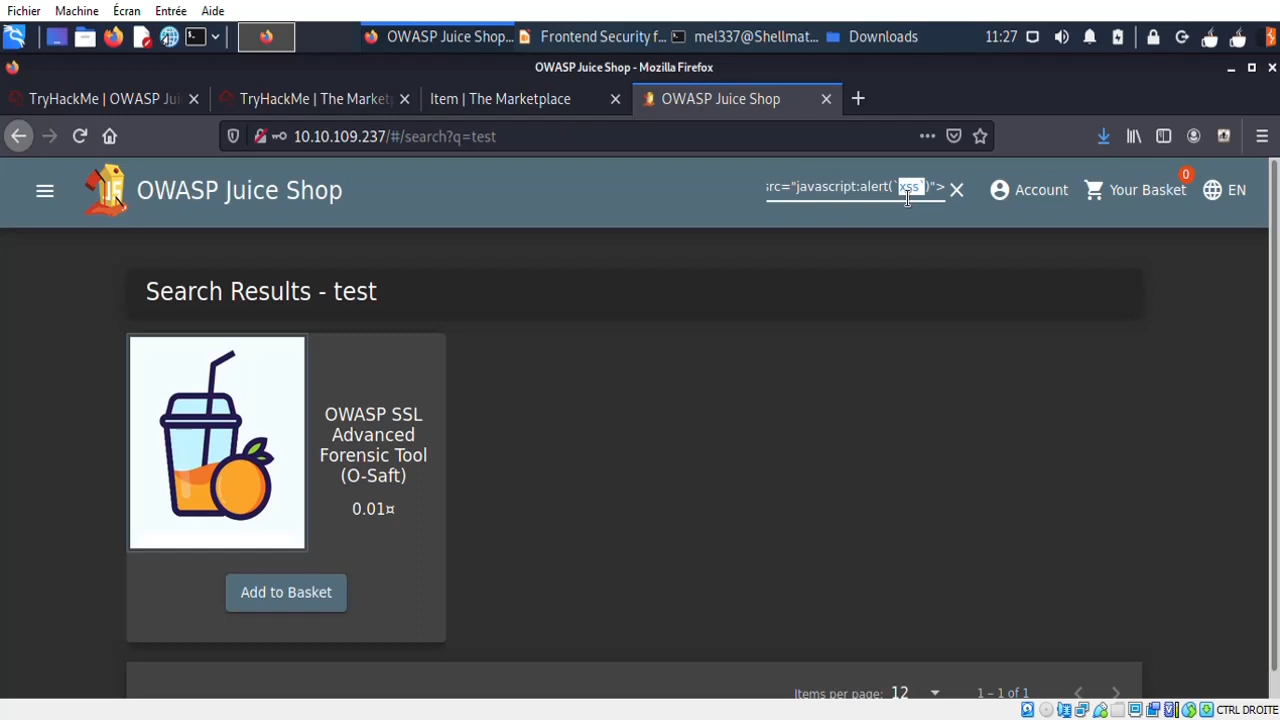 Fichier Machine Écran Entrée Aide
OWASP Juice Shop... Frontend Security f... mel337@Shellmat... Downloads 11:27
OWASP Juice Shop - Mozilla Firefox
TryHackMe | OWASP Jui TryHackMe | The Market Item | The Marketplace OWASP Juice Shop
10.10.109.237/#/search?q=test
OWASP Juice Shop src="javascript:alert(`xss`)"> Account Your Basket 0 EN
Search Results - test
OWASP SSL
Advanced
Forensic Tool
(O-Saft)
0.01¤
Add to Basket
Items per page: 12 1 – 1 of 1
CTRL DROITE